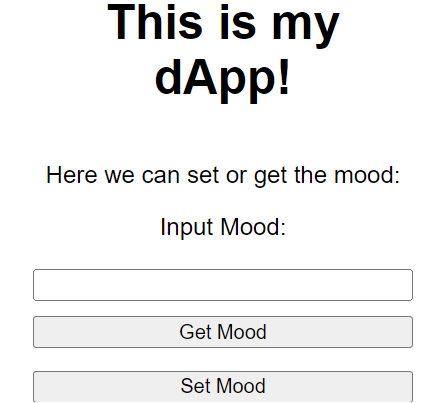 This is my
dApp!
Here we can set or get the mood:
Input Mood:
Get Mood
Set Mood